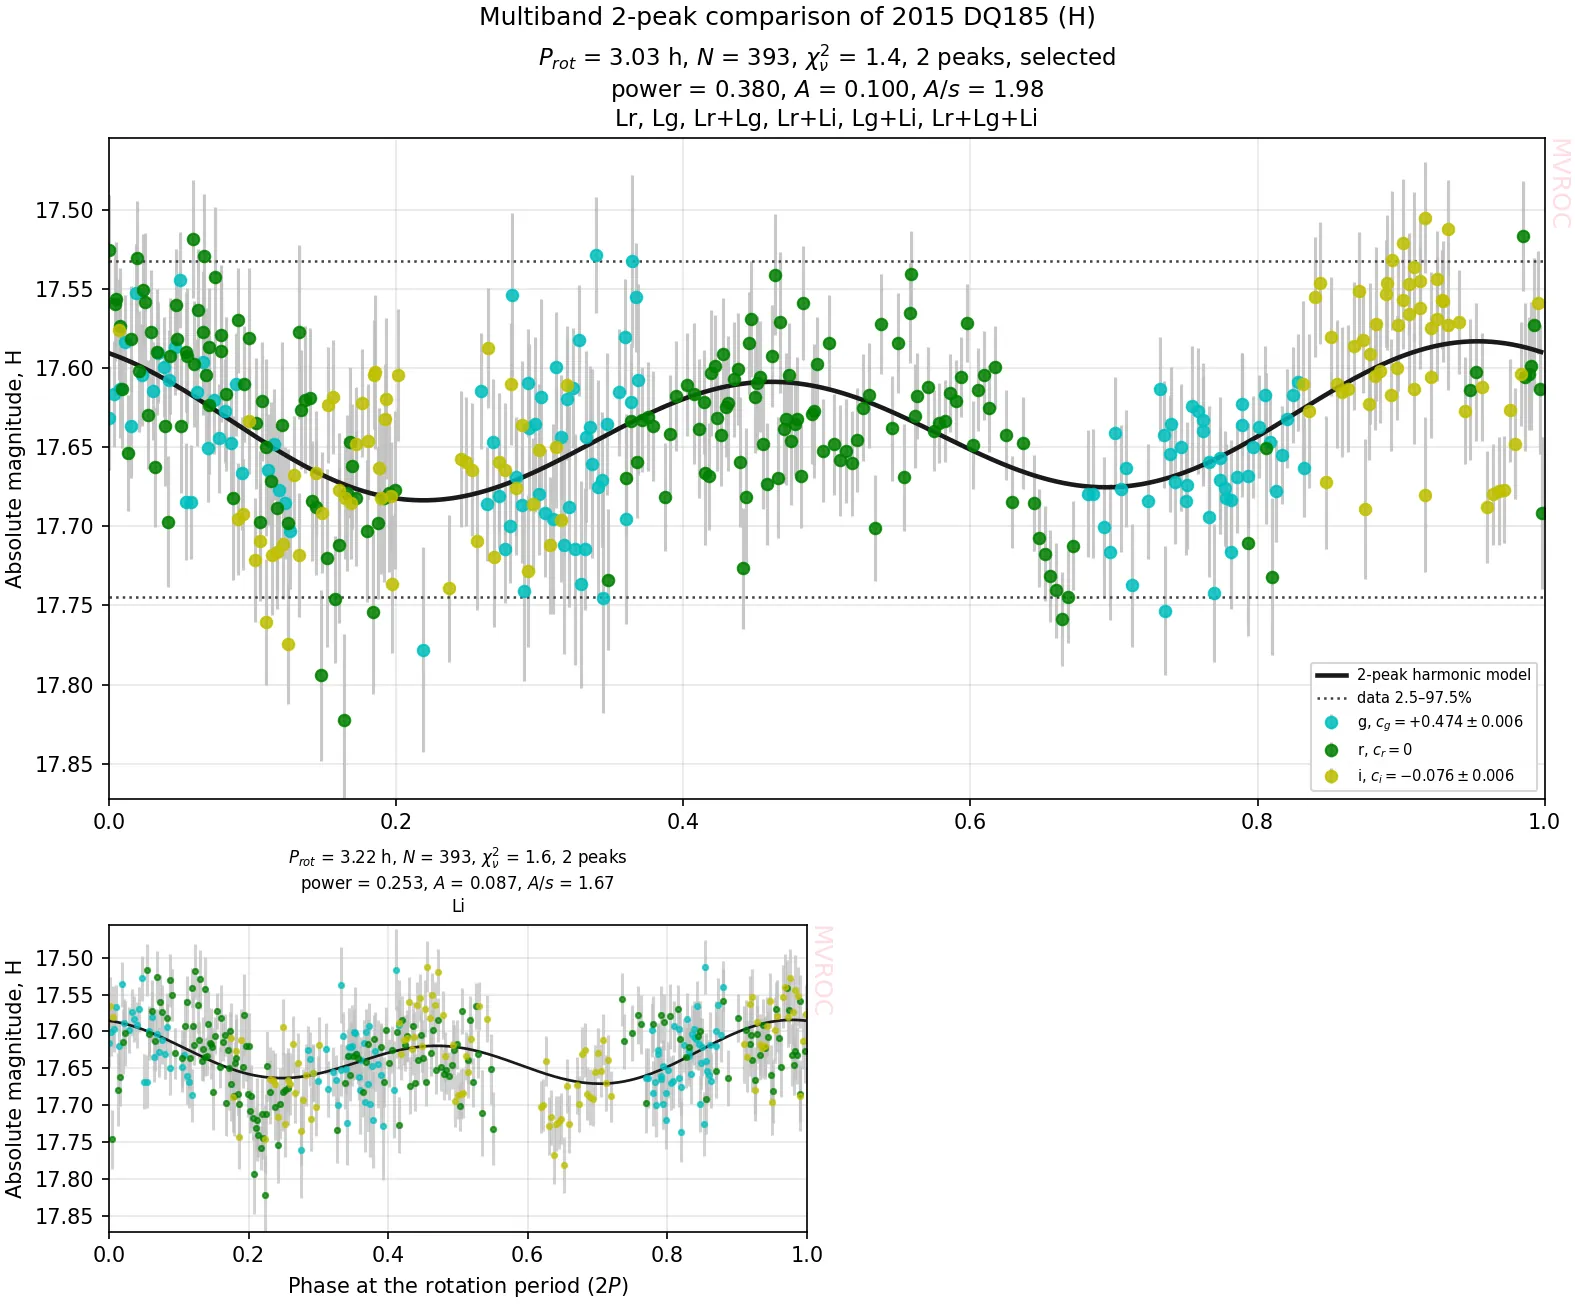 Multiband 2-peak comparison of 2015 DQ185 (H)
P_rot = 3.03 h, N = 393, χ²_ν = 1.4, 2 peaks, selected
power = 0.380, A = 0.100, A/s = 1.98
Lr, Lg, Lr+Lg, Lr+Li, Lg+Li, Lr+Lg+Li
MVROC
Absolute magnitude, H
17.50
17.55
17.60
17.65
17.70
17.75
17.80
17.85
2-peak harmonic model
data 2.5–97.5%
g, c_g = +0.474 ± 0.006
r, c_r = 0
i, c_i = −0.076 ± 0.006
0.0 0.2 0.4 0.6 0.8 1.0
P_rot = 3.22 h, N = 393, χ²_ν = 1.6, 2 peaks
power = 0.253, A = 0.087, A/s = 1.67
Li
MVROC
Absolute magnitude, H
17.50
17.55
17.60
17.65
17.70
17.75
17.80
17.85
0.0 0.2 0.4 0.6 0.8 1.0
Phase at the rotation period (2P)